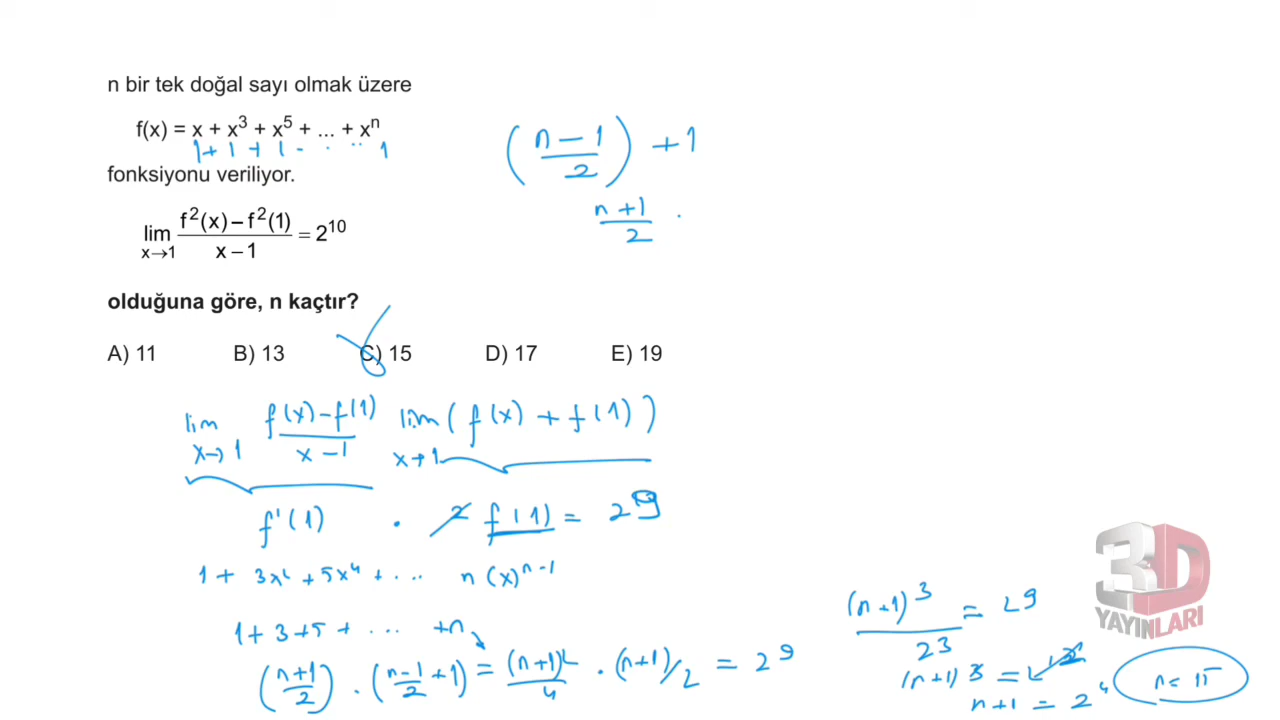 n bir tek doğal sayı olmak üzere
f(x) = x + x³ + x⁵ + ... + xⁿ
1 + 1 + 1 - . .. 1
fonksiyonu veriliyor.
lim x→1 (f²(x) – f²(1))/(x – 1) = 2¹⁰
((n-1)/2) + 1
(n+1)/2 .
olduğuna göre, n kaçtır?
A) 11 B) 13 C) 15 D) 17 E) 19
lim x→1 (f(x) - f(1))/(x-1) lim x→1 (f(x) + f(1))
f'(1) . 2 f(1) = 2⁹
1 + 3x² + 5x⁴ + ... n(x)ⁿ⁻¹
1 + 3 + 5 + ... + n
((n+1)/2) . ((n-1)/2 + 1) = (n+1)²/4 . (n+1)/2 = 2⁹
(n+1)³/2³ = 2⁹
(n+1)³ = 2¹²
n+1 = 2⁴
n = 15
3D
YAYINLARI